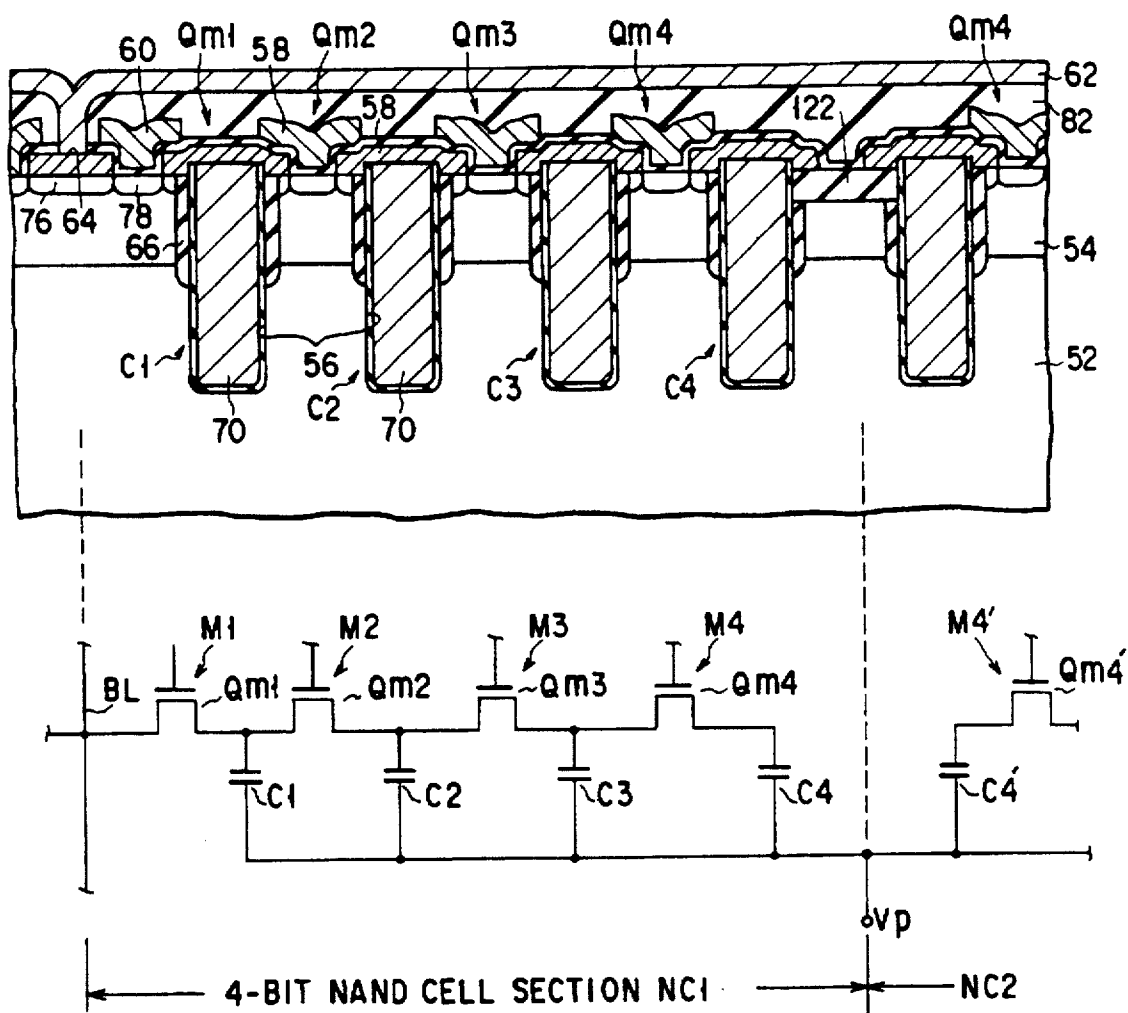 60 Qm1 58 Qm2 Qm3 Qm4 Qm4
62
58 122 82
76 64 78
66 54
C1 56 C2 C3 C4 52
70 70
M1 M2 M3 M4 M4'
BL Qm1 Qm2 Qm3 Qm4 Qm4'
C1 C2 C3 C4 C4'
Vp
4-BIT NAND CELL SECTION NC1 NC2